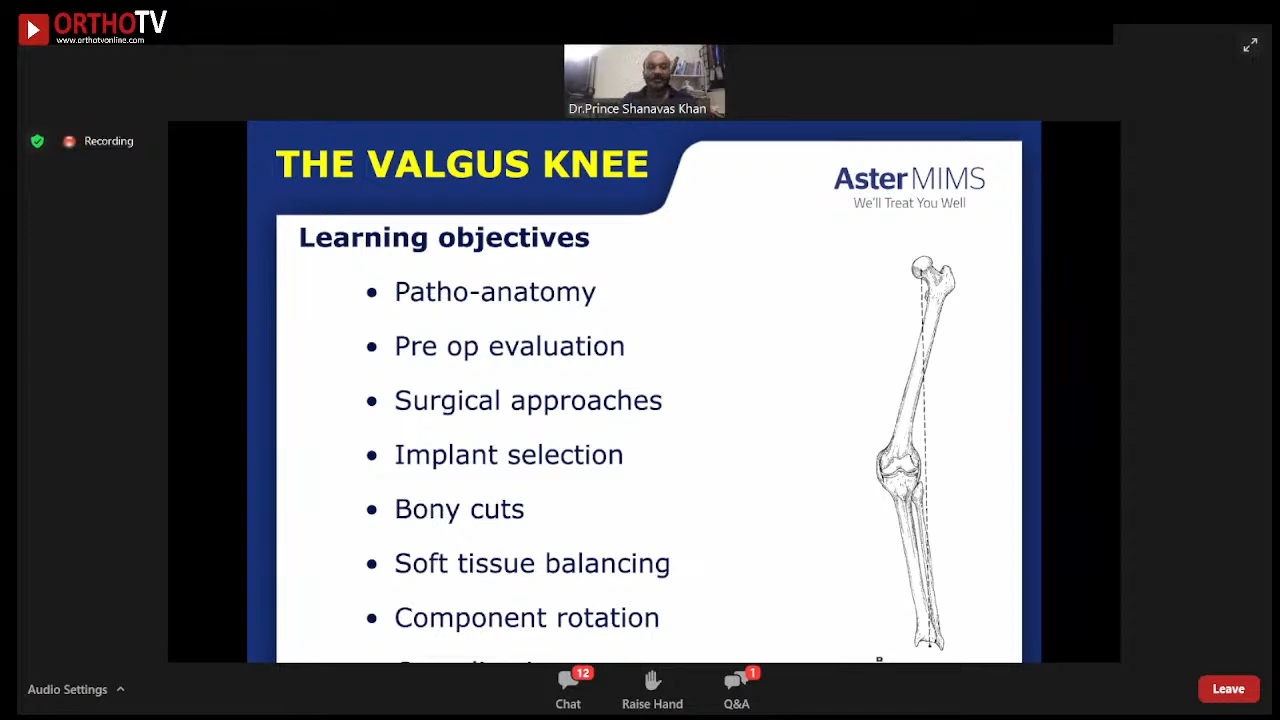 ORTHOTV
www.orthotvonline.com
Dr.Prince Shanavas Khan
Recording
THE VALGUS KNEE
AsterMIMS
We'll Treat You Well
Learning objectives
• Patho-anatomy
• Pre op evaluation
• Surgical approaches
• Implant selection
• Bony cuts
• Soft tissue balancing
• Component rotation
B
Audio Settings
12
Chat
Raise Hand
1
Q&A
Leave